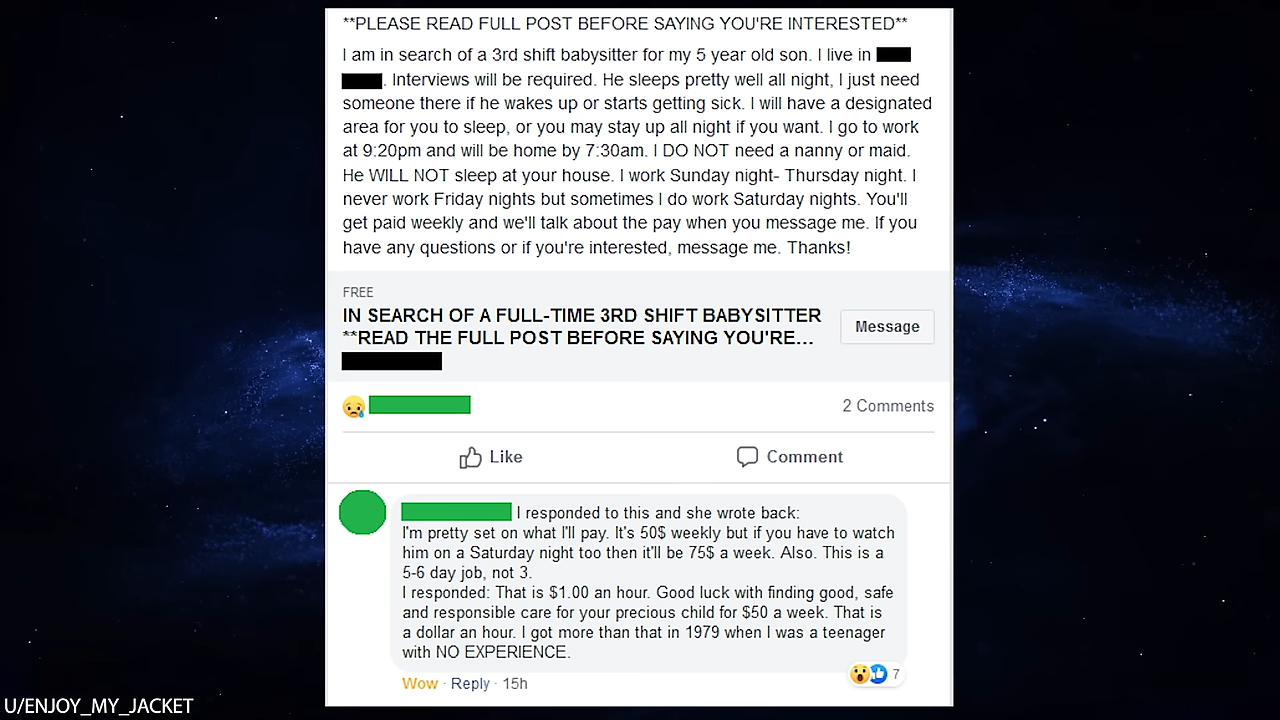 **PLEASE READ FULL POST BEFORE SAYING YOU'RE INTERESTED**
I am in search of a 3rd shift babysitter for my 5 year old son. I live in
. Interviews will be required. He sleeps pretty well all night, I just need
someone there if he wakes up or starts getting sick. I will have a designated
area for you to sleep, or you may stay up all night if you want. I go to work
at 9:20pm and will be home by 7:30am. I DO NOT need a nanny or maid.
He WILL NOT sleep at your house. I work Sunday night- Thursday night. I
never work Friday nights but sometimes I do work Saturday nights. You'll
get paid weekly and we'll talk about the pay when you message me. If you
have any questions or if you're interested, message me. Thanks!
FREE
IN SEARCH OF A FULL-TIME 3RD SHIFT BABYSITTER
**READ THE FULL POST BEFORE SAYING YOU'RE...
Message
2 Comments
Like
Comment
I responded to this and she wrote back:
I'm pretty set on what I'll pay. It's 50$ weekly but if you have to watch
him on a Saturday night too then it'll be 75$ a week. Also. This is a
5-6 day job, not 3.
I responded: That is $1.00 an hour. Good luck with finding good, safe
and responsible care for your precious child for $50 a week. That is
a dollar an hour. I got more than that in 1979 when I was a teenager
with NO EXPERIENCE.
7
Wow · Reply · 15h
U/ENJOY_MY_JACKET